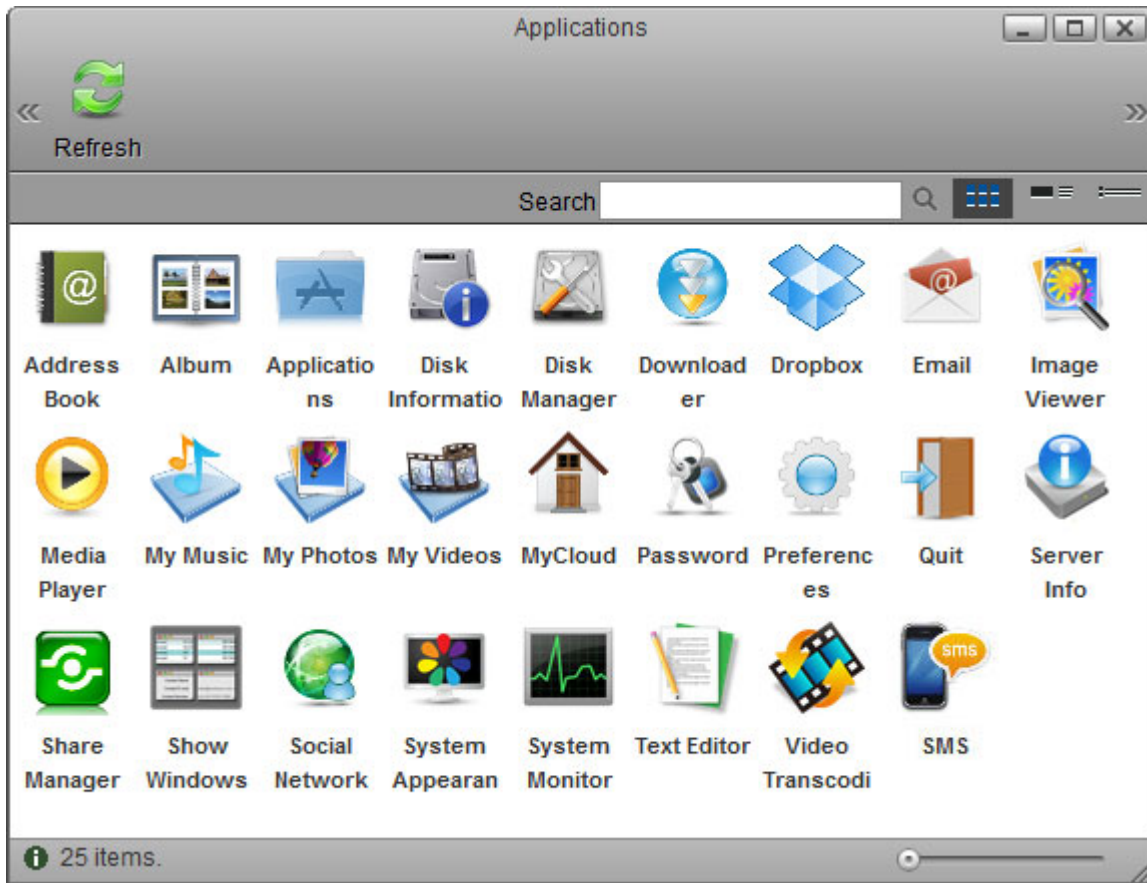 Applications
Refresh
Search
Address Album Applicatio Disk Disk Download Dropbox Email Image
Book ns Informatio Manager er Viewer
Media My Music My Photos My Videos MyCloud Password Preferenc Quit Server
Player es Info
sms
Share Show Social System System Text Editor Video SMS
Manager Windows Network Appearan Monitor Transcodi
25 items.